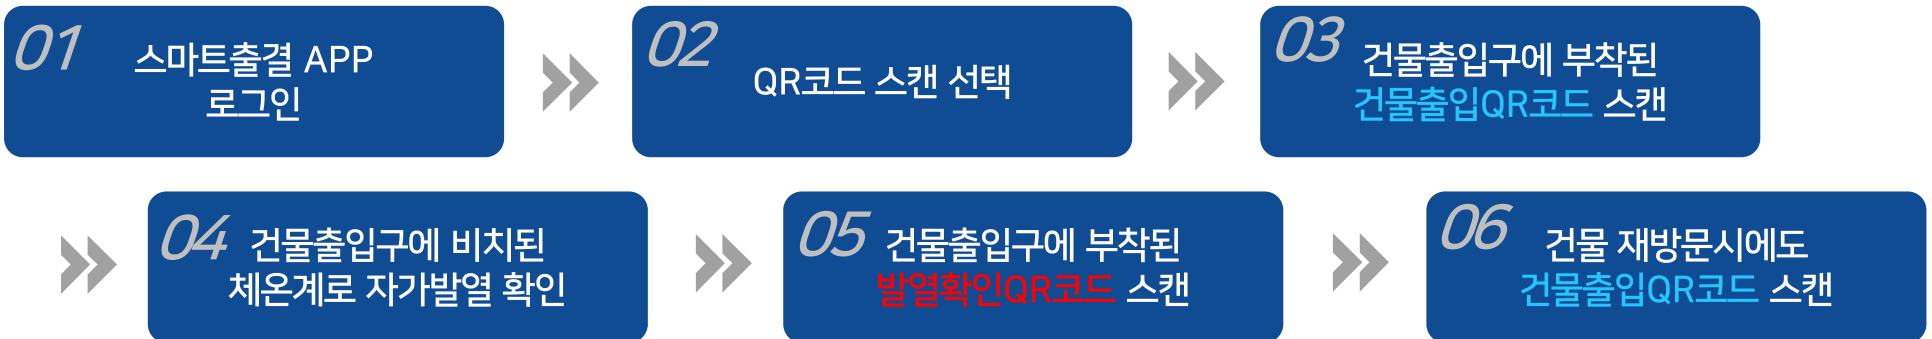 01
스마트출결 APP
로그인
02
QR코드 스캔 선택
03
건물출입구에 부착된
건물출입QR코드 스캔
04
건물출입구에 비치된
체온계로 자가발열 확인
05
건물출입구에 부착된
발열확인QR코드 스캔
06
건물 재방문시에도
건물출입QR코드 스캔